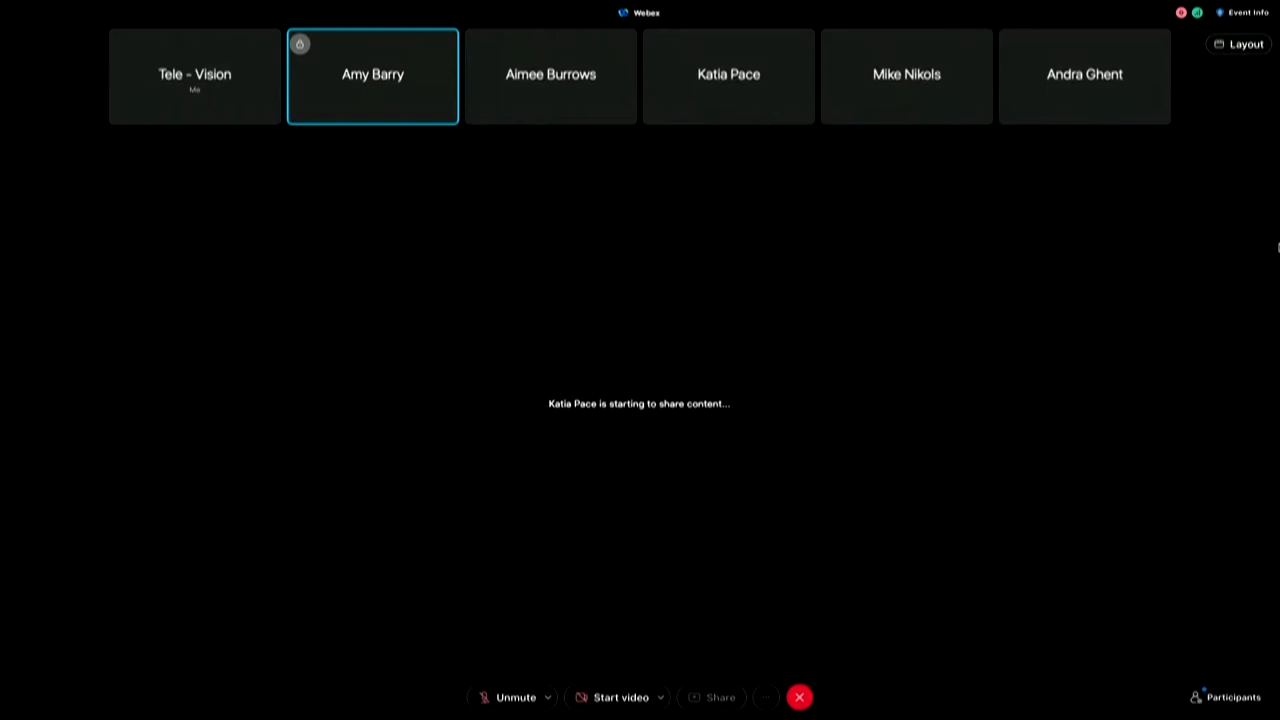 Webex
Event Info
Layout
Tele - Vision
Me
Amy Barry
Aimee Burrows
Katia Pace
Mike Nikols
Andra Ghent
Katia Pace is starting to share content...
Unmute
Start video
Share
...
Participants